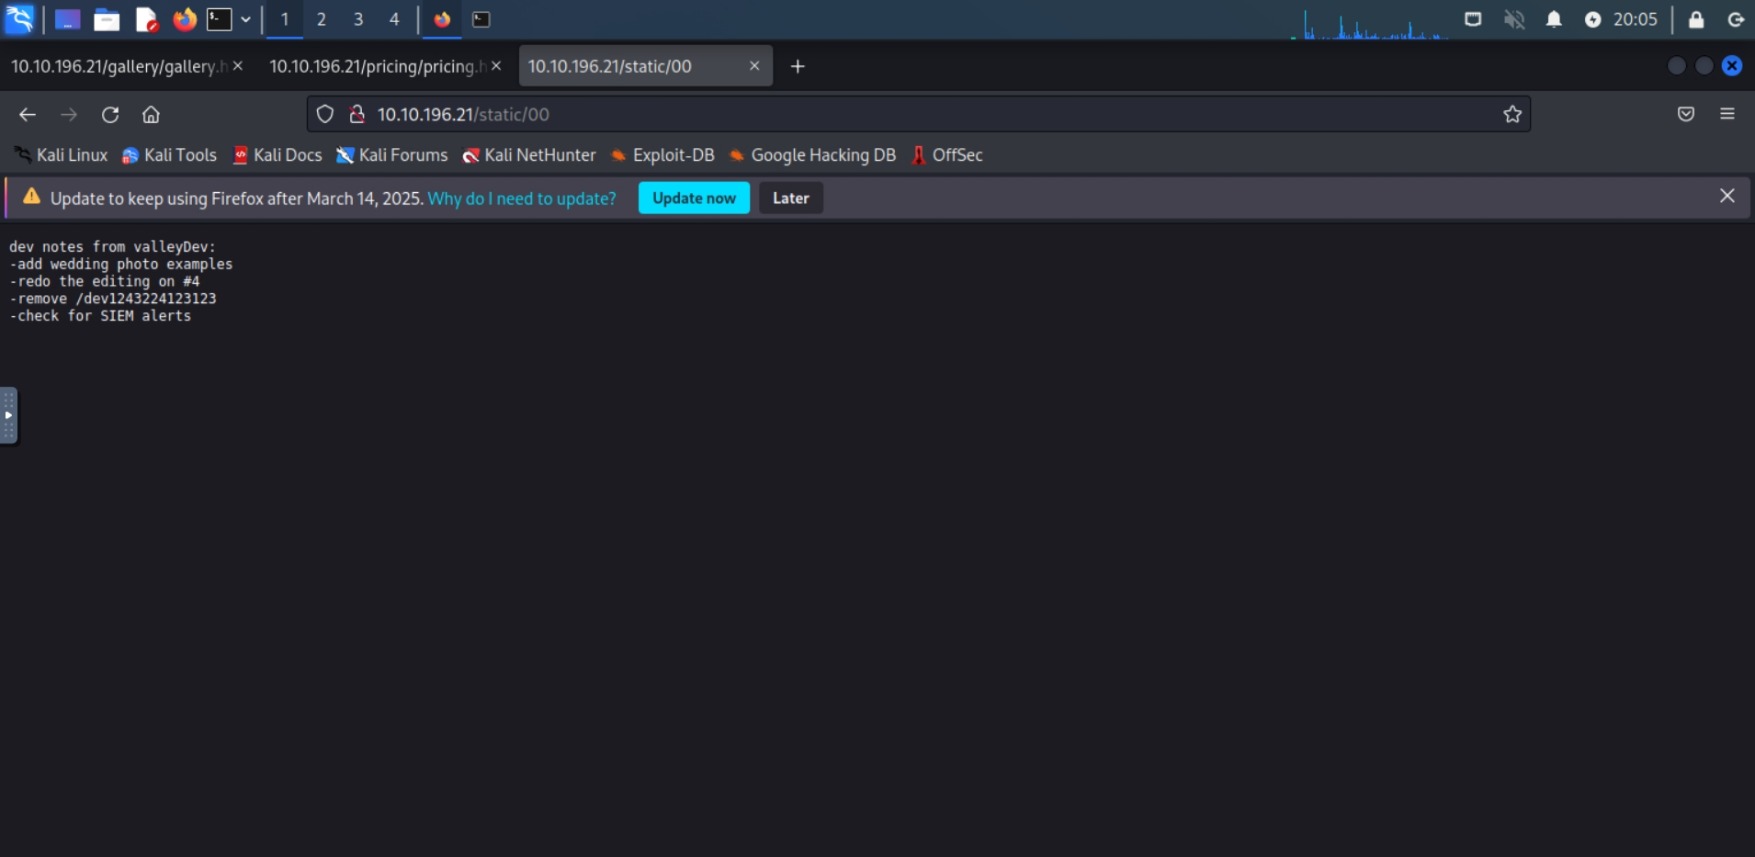 1 2 3 4 20:05
10.10.196.21/gallery/gallery.h 10.10.196.21/pricing/pricing.h 10.10.196.21/static/00
10.10.196.21/static/00
Kali Linux Kali Tools Kali Docs Kali Forums Kali NetHunter Exploit-DB Google Hacking DB OffSec
Update to keep using Firefox after March 14, 2025. Why do I need to update? Update now Later
dev notes from valleyDev:
-add wedding photo examples
-redo the editing on #4
-remove /dev1243224123123
-check for SIEM alerts